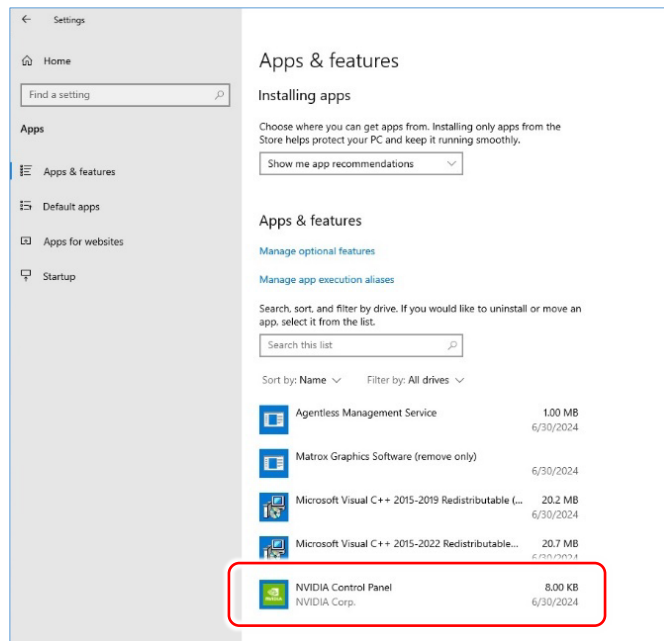 Settings
Home
Find a setting
Apps
Apps & features
Default apps
Apps for websites
Startup
Apps & features
Installing apps
Choose where you can get apps from. Installing only apps from the
Store helps protect your PC and keep it running smoothly.
Show me app recommendations
Apps & features
Manage optional features
Manage app execution aliases
Search, sort, and filter by drive. If you would like to uninstall or move an
app, select it from the list.
Search this list
Sort by: Name Filter by: All drives
Agentless Management Service 1.00 MB
6/30/2024
Matrox Graphics Software (remove only)
6/30/2024
Microsoft Visual C++ 2015-2019 Redistributable (... 20.2 MB
6/30/2024
Microsoft Visual C++ 2015-2022 Redistributable... 20.7 MB
6/30/2024
NVIDIA Control Panel 8.00 KB
NVIDIA Corp. 6/30/2024